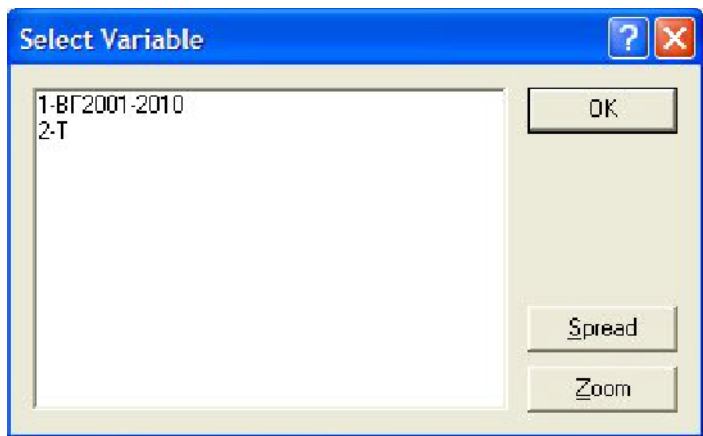 Select Variable
?
1-ВГ2001-2010
2-T
OK
Spread
Zoom